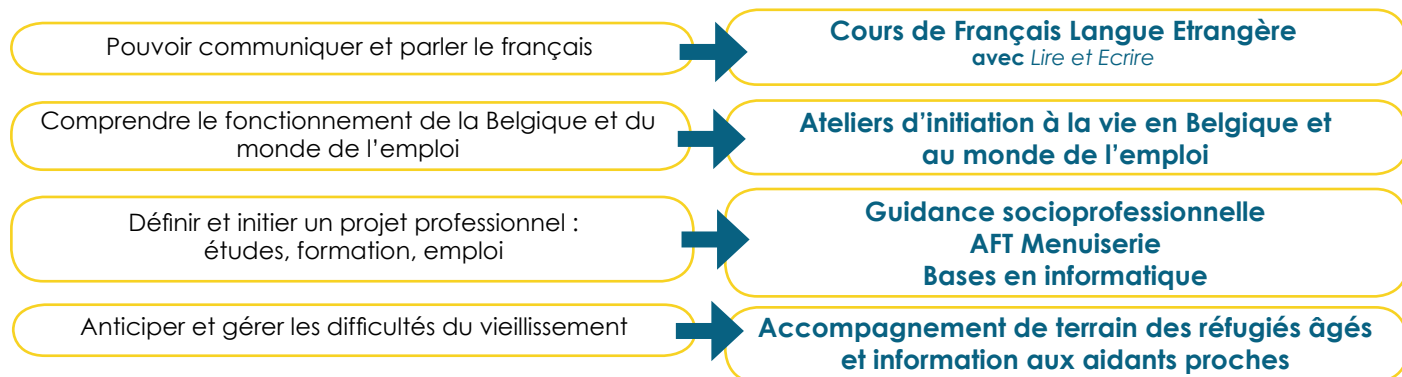 Pouvoir communiquer et parler le français
Cours de Français Langue Etrangère
avec Lire et Ecrire
Comprendre le fonctionnement de la Belgique et du
monde de l'emploi
Ateliers d'initiation à la vie en Belgique et
au monde de l'emploi
Définir et initier un projet professionnel :
études, formation, emploi
Guidance socioprofessionnelle
AFT Menuiserie
Bases en informatique
Anticiper et gérer les difficultés du vieillissement
Accompagnement de terrain des réfugiés âgés
et information aux aidants proches